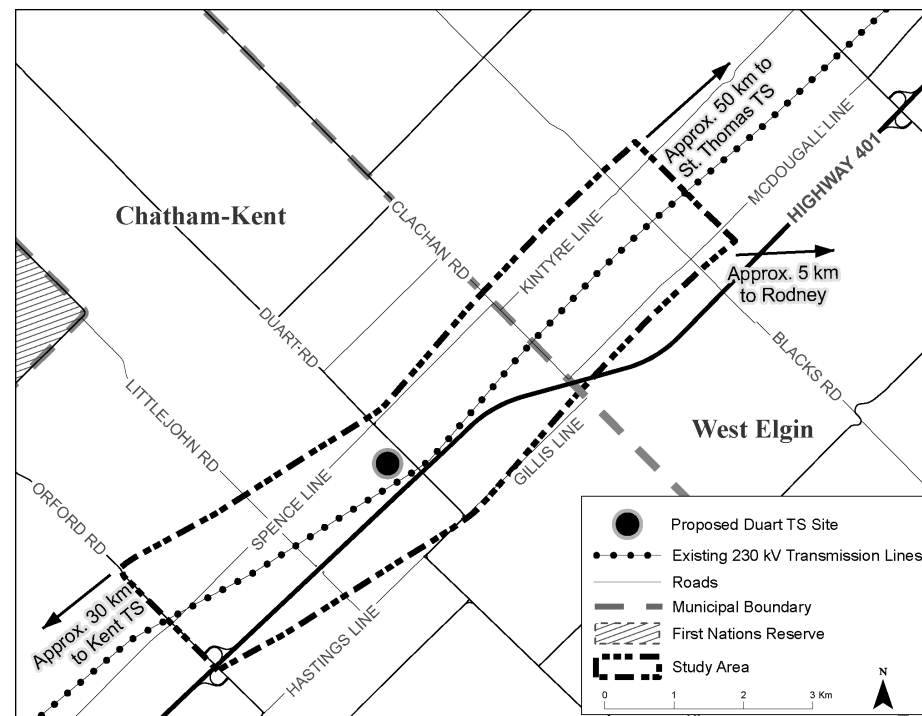 Approx. 50 km to
St. Thomas TS
MCDOUGALL LINE
HIGHWAY 401
Chatham-Kent
CLACHAN RD
KINTYRE LINE
Approx. 5 km
to Rodney
DUART RD
BLACKS RD
LITTLEJOHN RD
West Elgin
GILLIS LINE
SPENCE LINE
ORFORD RD
Approx. 30 km
to Kent TS
HASTINGS LINE
Proposed Duart TS Site
Existing 230 kV Transmission Lines
Roads
Municipal Boundary
First Nations Reserve
Study Area
N
0 1 2 3 Km